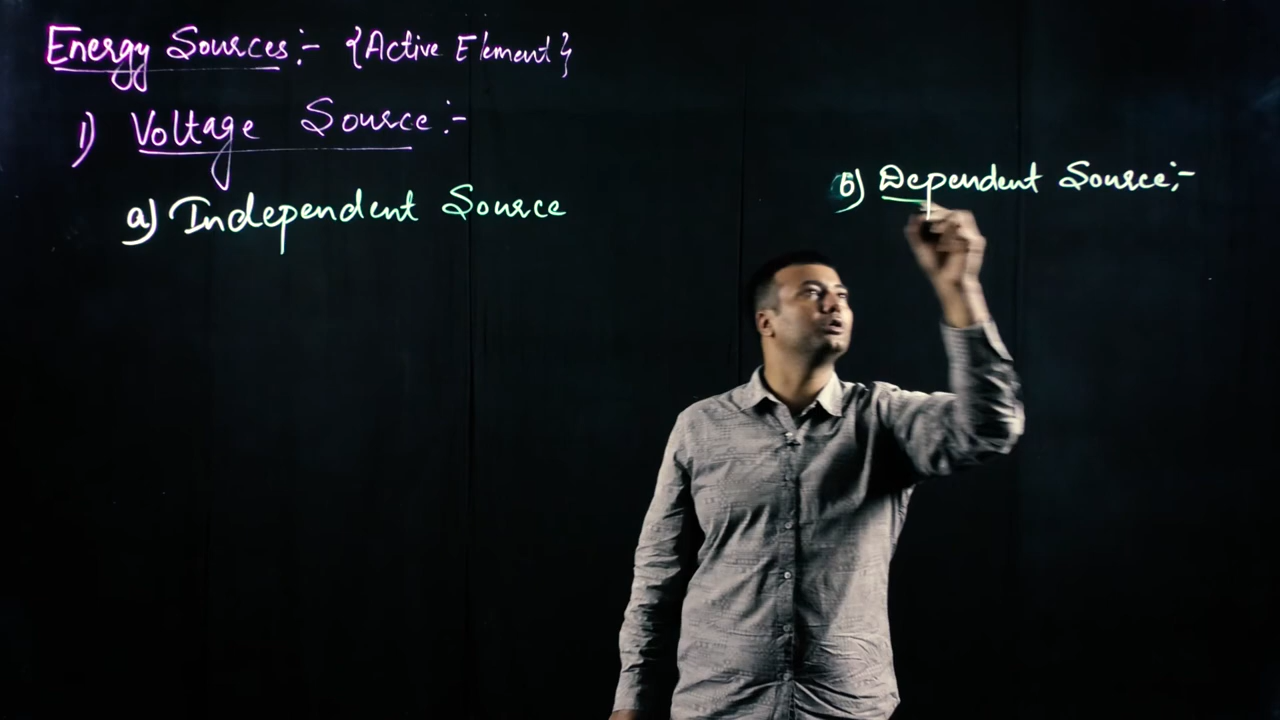 Energy Sources:- {Active Element}
1) Voltage Source:-
a) Independent Source
b) Dependent Source:-